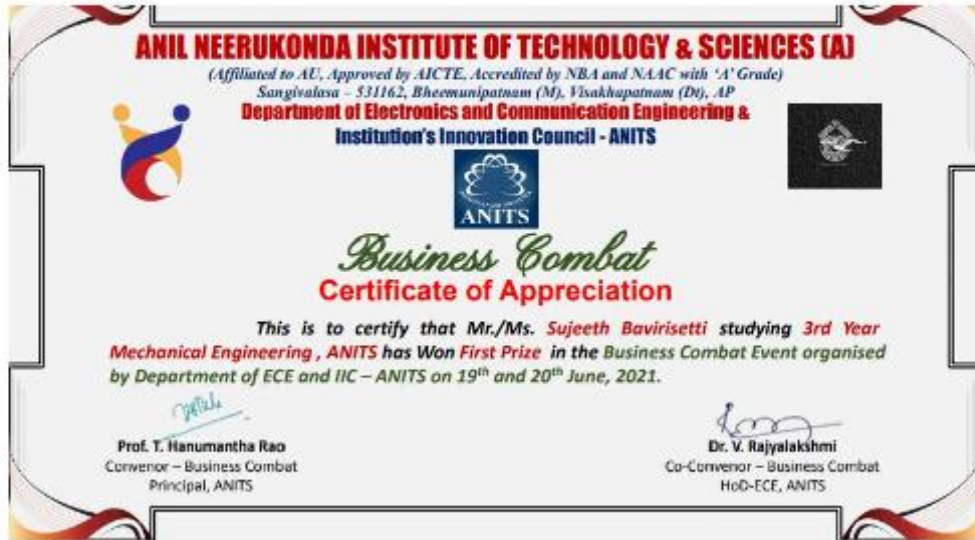 ANIL NEERUKONDA INSTITUTE OF TECHNOLOGY & SCIENCES (A)
(Affiliated to AU, Approved by AICTE, Accredited by NBA and NAAC with ‘A’ Grade)
Sangivalasa – 531162, Bheemunipatnam (M), Visakhapatnam (Dt), AP
Department of Electronics and Communication Engineering &
Institution's Innovation Council - ANITS
ANITS
Business Combat
Certificate of Appreciation
This is to certify that Mr./Ms. Sujeeth Bavirisetti studying 3rd Year
Mechanical Engineering , ANITS has Won First Prize in the Business Combat Event organised
by Department of ECE and IIC – ANITS on 19th and 20th June, 2021.
Prof. T. Hanumantha Rao
Convenor – Business Combat
Principal, ANITS
Dr. V. Rajyalakshmi
Co-Convenor – Business Combat
HoD-ECE, ANITS